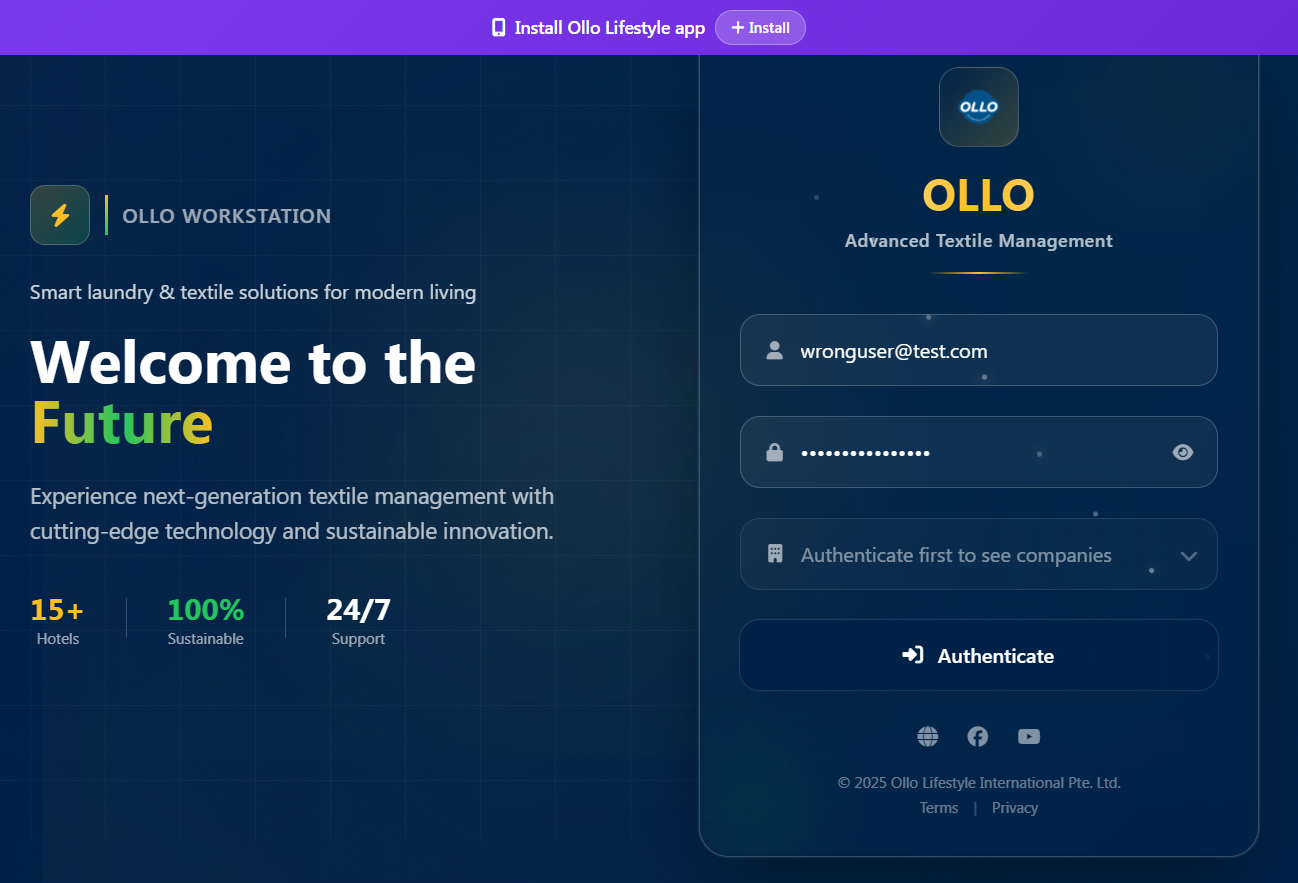 Install Ollo Lifestyle app
Install
OLLO WORKSTATION
Smart laundry & textile solutions for modern living
Welcome to the
Future
Experience next-generation textile management with
cutting-edge technology and sustainable innovation.
15+
Hotels
100%
Sustainable
24/7
Support
OLLO
OLLO
Advanced Textile Management
wronguser@test.com
••••••••••••••••
Authenticate first to see companies
Authenticate
© 2025 Ollo Lifestyle International Pte. Ltd.
Terms | Privacy